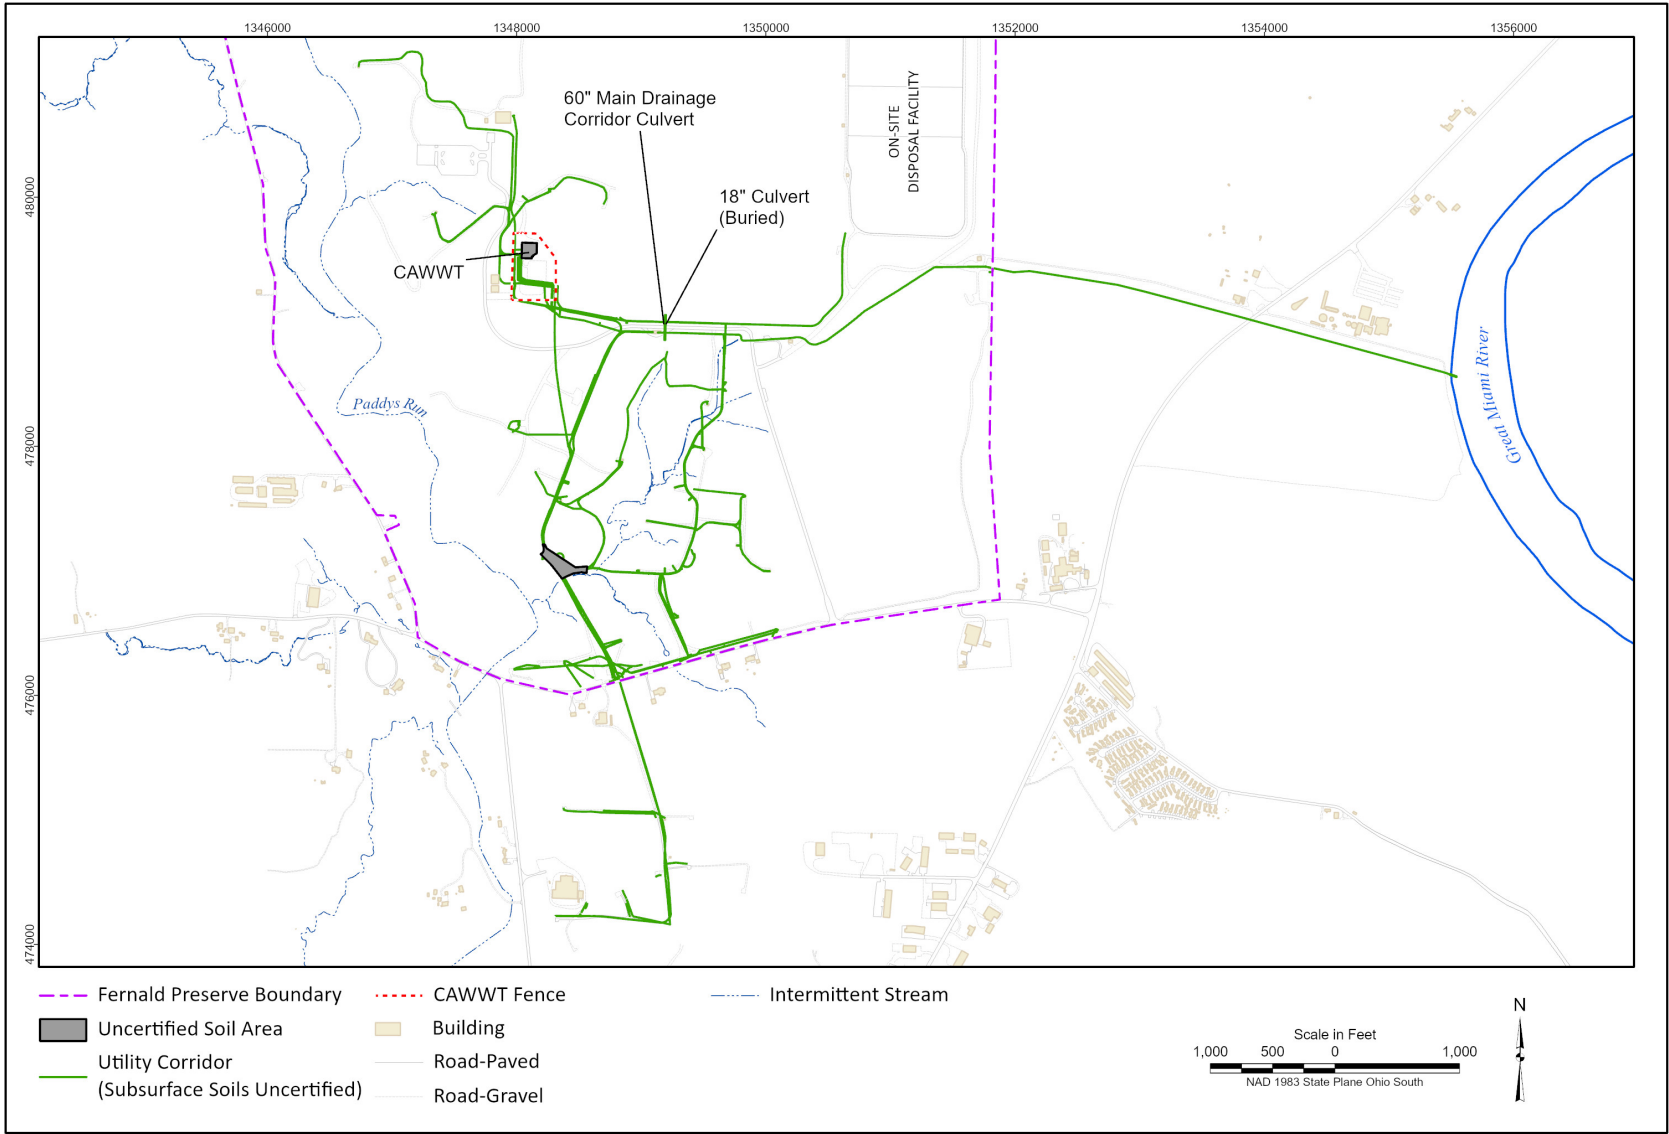 1346000
1348000
1350000
1352000
1354000
1356000
480000
478000
476000
474000
60" Main Drainage
Corridor Culvert
18" Culvert
(Buried)
ON-SITE
DISPOSAL FACILITY
CAWWT
Paddys Run
Great Miami River
Fernald Preserve Boundary
Uncertified Soil Area
Utility Corridor
(Subsurface Soils Uncertified)
CAWWT Fence
Building
Road-Paved
Road-Gravel
Intermittent Stream
Scale in Feet
1,000 500 0 1,000
NAD 1983 State Plane Ohio South
N